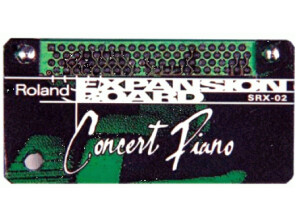 Roland EXPANSION
BOARD SRX-02
Concert Piano